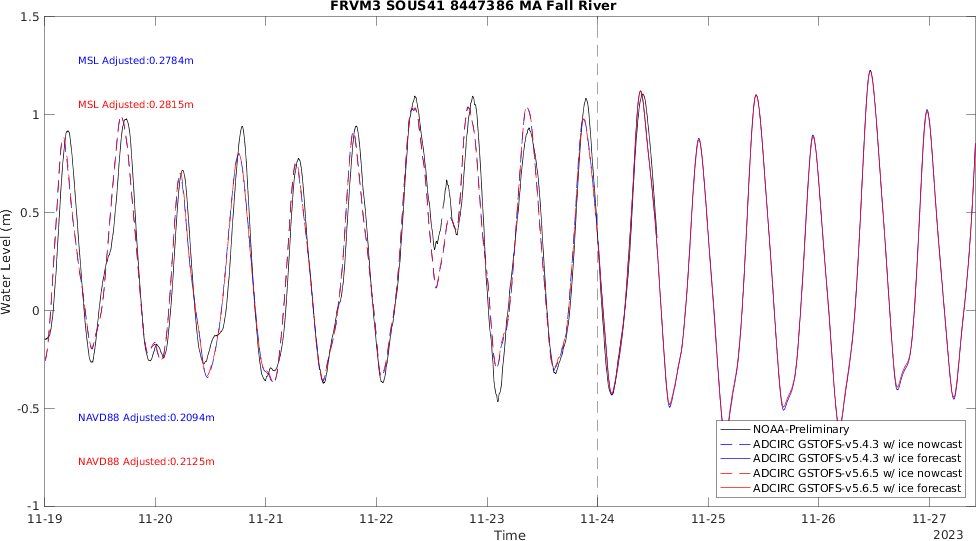 FRVM3 SOUS41 8447386 MA Fall River
1.5
1
0.5
0
-0.5
-1
Water Level (m)
MSL Adjusted:0.2784m
MSL Adjusted:0.2815m
NAVD88 Adjusted:0.2094m
NAVD88 Adjusted:0.2125m
NOAA-Preliminary
ADCIRC GSTOFS-v5.4.3 w/ ice nowcast
ADCIRC GSTOFS-v5.4.3 w/ ice forecast
ADCIRC GSTOFS-v5.6.5 w/ ice nowcast
ADCIRC GSTOFS-v5.6.5 w/ ice forecast
11-19 11-20 11-21 11-22 11-23 11-24 11-25 11-26 11-27
Time
2023